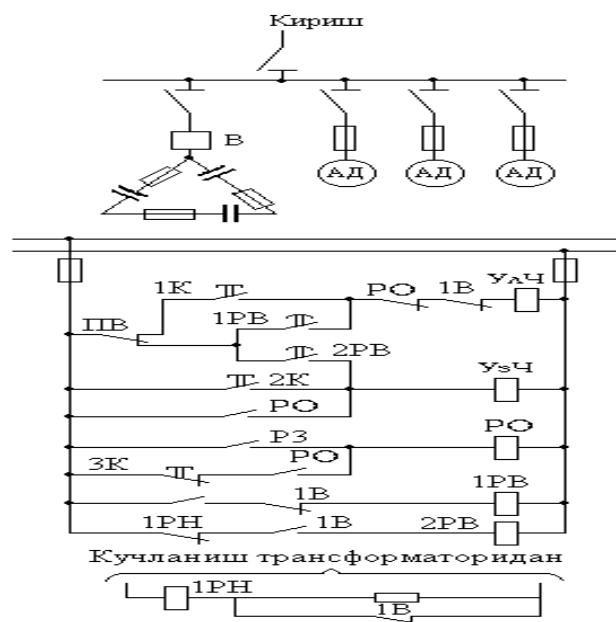 Кириш
В
АД АД АД
1К РО 1В УлЧ
ПВ 1РВ
2РВ
2К УзЧ
РО
РЗ РО
3К РО
1В 1РВ
1РН 1В 2РВ
Кучланиш трансформаторидан
1РН
1В